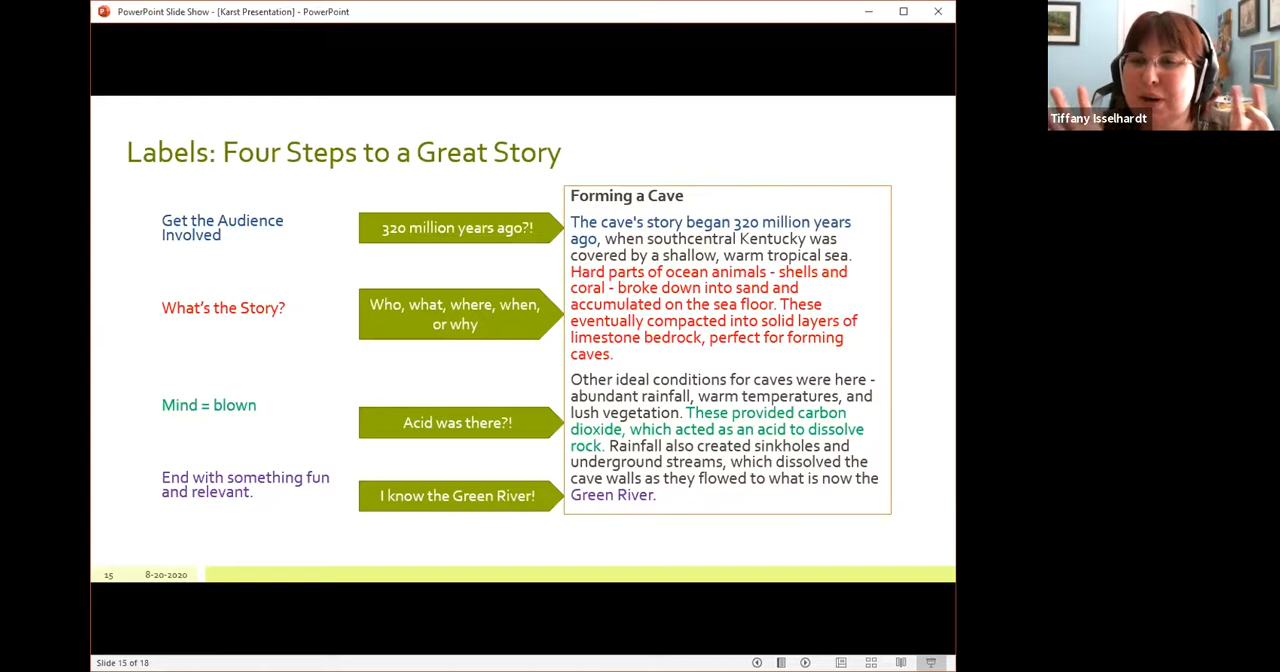 PowerPoint Slide Show - [Karst Presentation] - PowerPoint
Tiffany Isselhardt
Labels: Four Steps to a Great Story
Get the Audience
Involved
320 million years ago?!
What's the Story?
Who, what, where, when,
or why
Mind = blown
Acid was there?!
End with something fun
and relevant.
I know the Green River!
Forming a Cave
The cave's story began 320 million years
ago, when southcentral Kentucky was
covered by a shallow, warm tropical sea.
Hard parts of ocean animals - shells and
coral - broke down into sand and
accumulated on the sea floor. These
eventually compacted into solid layers of
limestone bedrock, perfect for forming
caves.
Other ideal conditions for caves were here -
abundant rainfall, warm temperatures, and
lush vegetation. These provided carbon
dioxide, which acted as an acid to dissolve
rock. Rainfall also created sinkholes and
underground streams, which dissolved the
cave walls as they flowed to what is now the
Green River.
15 8-20-2020
Slide 15 of 18